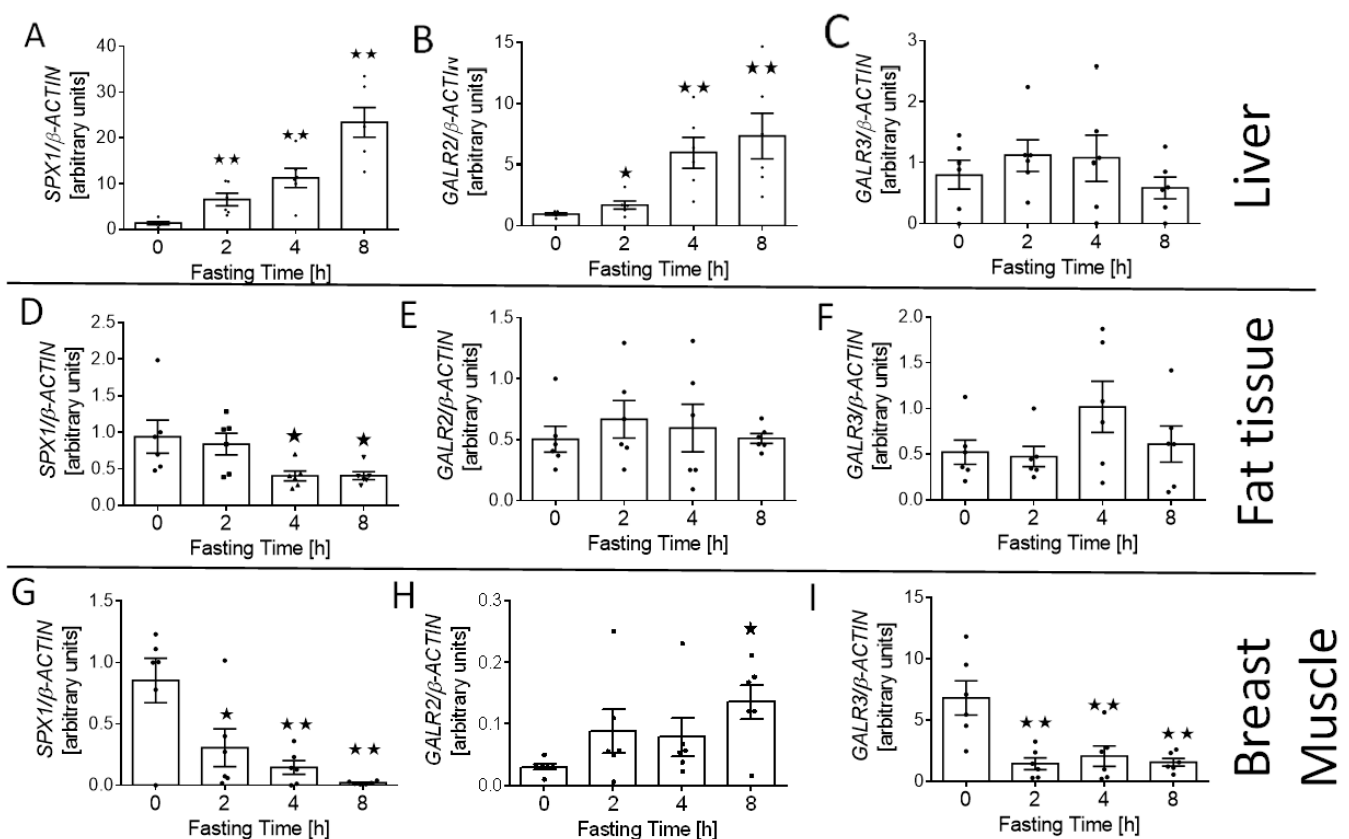 A
SPX1/β-ACTIN
[arbitrary units]
40
30
20
10
0
★★
★★
★★
0 2 4 8
Fasting Time [h]
B
GALR2/β-ACTIN
[arbitrary units]
15
10
5
0
★
★★
★★
0 2 4 8
Fasting Time [h]
C
GALR3/β-ACTIN
[arbitrary units]
3
2
1
0
0 2 4 8
Fasting Time [h]
Liver
D
SPX1/β-ACTIN
[arbitrary units]
2.5
2.0
1.5
1.0
0.5
0.0
★
★
0 2 4 8
Fasting Time [h]
E
GALR2/β-ACTIN
[arbitrary units]
1.5
1.0
0.5
0.0
0 2 4 8
Fasting Time [h]
F
GALR3/β-ACTIN
[arbitrary units]
2.0
1.5
1.0
0.5
0.0
0 2 4 8
Fasting Time [h]
Fat tissue
G
SPX1/β-ACTIN
[arbitrary units]
1.5
1.0
0.5
0.0
★
★★
★★
0 2 4 8
Fasting Time [h]
H
GALR2/β-ACTIN
[arbitrary units]
0.3
0.2
0.1
0.0
★
0 2 4 8
Fasting Time [h]
I
GALR3/β-ACTIN
[arbitrary units]
15
10
5
0
★★
★★
★★
0 2 4 8
Fasting Time [h]
Breast
Muscle